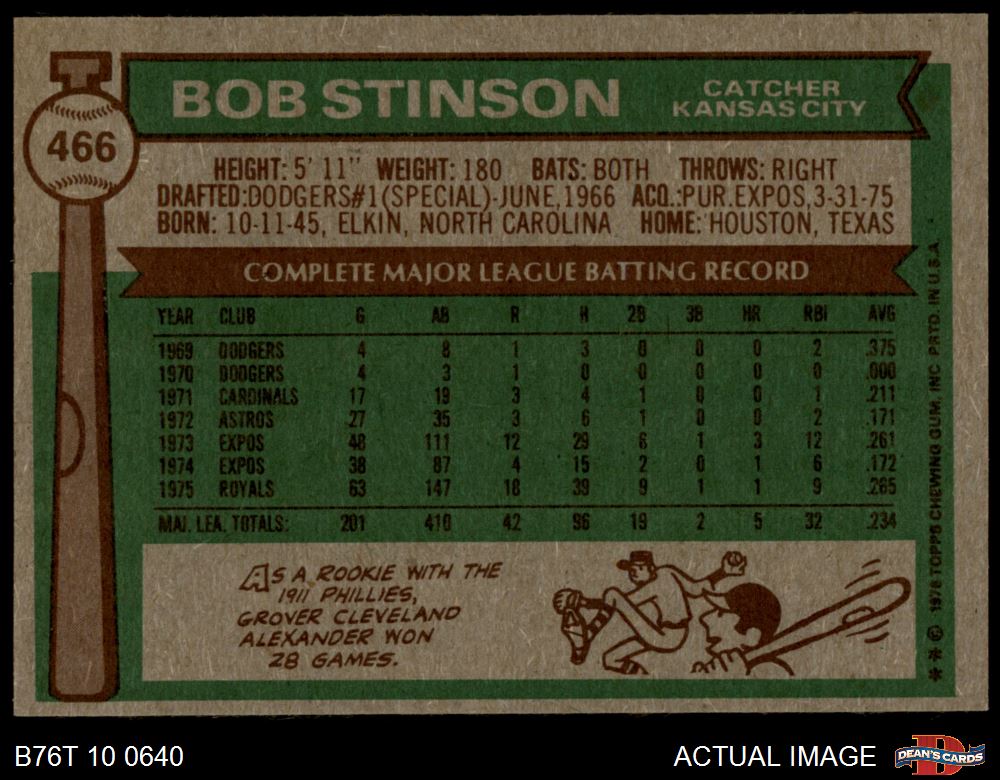 BOB STINSON
CATCHER
KANSAS CITY
466
HEIGHT: 5' 11" WEIGHT: 180 BATS: BOTH THROWS: RIGHT
DRAFTED:DODGERS#1(SPECIAL)-JUNE,1966 ACQ.:PUR.EXPOS,3-31-75
BORN: 10-11-45, ELKIN, NORTH CAROLINA HOME: HOUSTON, TEXAS
COMPLETE MAJOR LEAGUE BATTING RECORD
YEAR CLUB G AB R H 2B 3B HR RBI AVG
1969 DODGERS 4 8 1 3 0 0 0 2 .375
1970 DODGERS 4 3 1 0 0 0 0 0 .000
1971 CARDINALS 17 19 3 4 1 0 0 1 .211
1972 ASTROS 27 35 3 6 1 0 0 2 .171
1973 EXPOS 48 111 12 29 6 1 3 12 .261
1974 EXPOS 38 87 4 15 2 0 1 6 .172
1975 ROYALS 63 147 18 39 9 1 1 9 .265
MAJ. LEA. TOTALS: 201 410 42 96 19 2 5 32 .234
AS A ROOKIE WITH THE
1911 PHILLIES,
GROVER CLEVELAND
ALEXANDER WON
28 GAMES.
* * © 1976 TOPPS CHEWING GUM, INC PRTD. IN U.S.A.
B76T 10 0640
ACTUAL IMAGE
D
DEAN'S CARDS